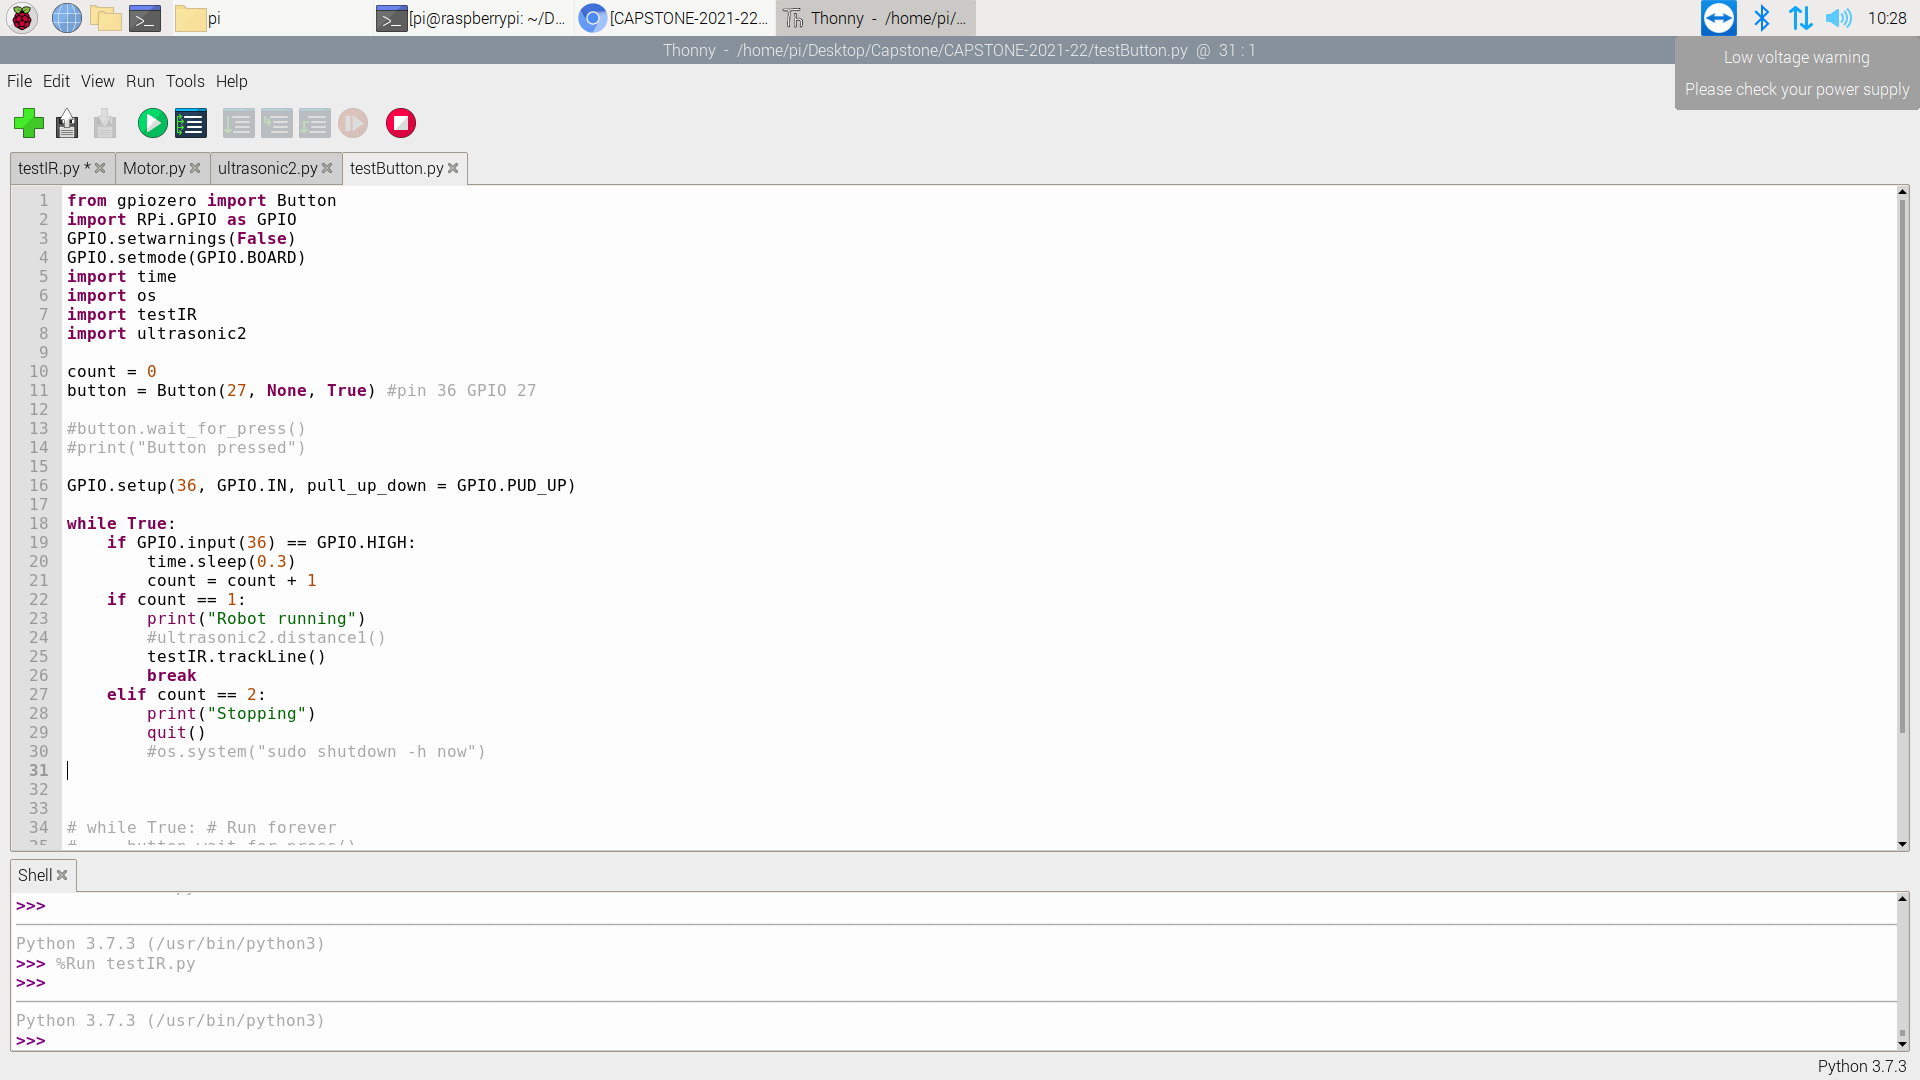 pi
[pi@raspberrypi: ~/D...
[CAPSTONE-2021-22...
Thonny - /home/pi/...
10:28
Thonny - /home/pi/Desktop/Capstone/CAPSTONE-2021-22/testButton.py @ 31 : 1
Low voltage warning
Please check your power supply
File Edit View Run Tools Help
testIR.py *
Motor.py
ultrasonic2.py
testButton.py
1 from gpiozero import Button
2 import RPi.GPIO as GPIO
3 GPIO.setwarnings(False)
4 GPIO.setmode(GPIO.BOARD)
5 import time
6 import os
7 import testIR
8 import ultrasonic2
9
10 count = 0
11 button = Button(27, None, True) #pin 36 GPIO 27
12
13 #button.wait_for_press()
14 #print("Button pressed")
15
16 GPIO.setup(36, GPIO.IN, pull_up_down = GPIO.PUD_UP)
17
18 while True:
19     if GPIO.input(36) == GPIO.HIGH:
20         time.sleep(0.3)
21         count = count + 1
22     if count == 1:
23         print("Robot running")
24         #ultrasonic2.distance1()
25         testIR.trackLine()
26         break
27     elif count == 2:
28         print("Stopping")
29         quit()
30         #os.system("sudo shutdown -h now")
31
32
33
34 # while True: # Run forever
35 #     button.wait_for_press()
Shell
>>>
Python 3.7.3 (/usr/bin/python3)
>>> %Run testIR.py
>>>
Python 3.7.3 (/usr/bin/python3)
>>>
Python 3.7.3